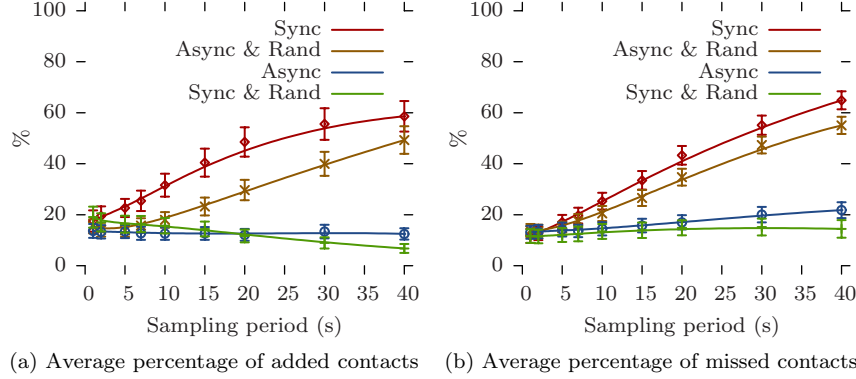 100
80
60
40
20
0
%
0 5 10 15 20 25 30 35 40
Sampling period (s)
Sync
Async & Rand
Async
Sync & Rand
(a) Average percentage of added contacts
100
80
60
40
20
0
%
0 5 10 15 20 25 30 35 40
Sampling period (s)
Sync
Async & Rand
Async
Sync & Rand
(b) Average percentage of missed contacts